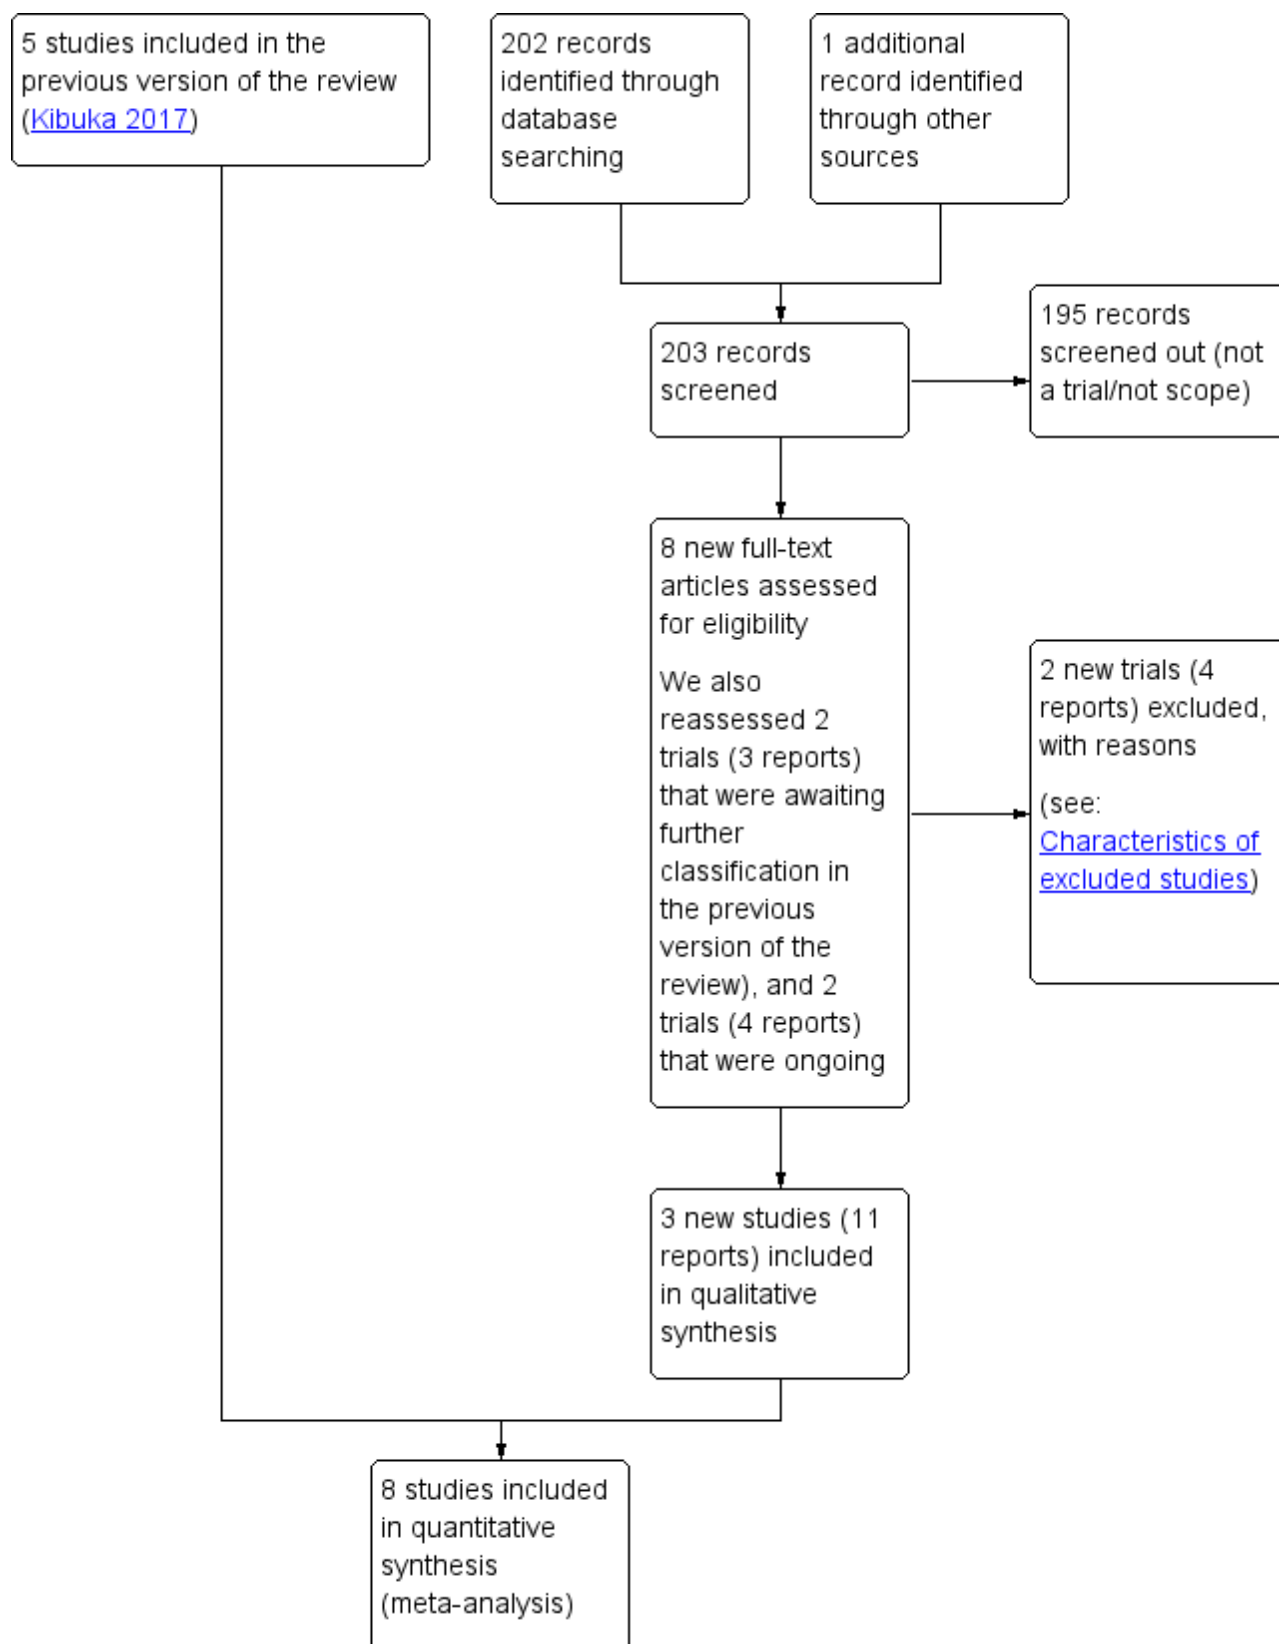 5 studies included in the
previous version of the review
(Kibuka 2017)
202 records
identified through
database
searching
1 additional
record identified
through other
sources
203 records
screened
195 records
screened out (not
a trial/not scope)
8 new full-text
articles assessed
for eligibility
We also
reassessed 2
trials (3 reports)
that were awaiting
further
classification in
the previous
version of the
review), and 2
trials (4 reports)
that were ongoing
2 new trials (4
reports) excluded,
with reasons
(see:
Characteristics of
excluded studies)
3 new studies (11
reports) included
in qualitative
synthesis
8 studies included
in quantitative
synthesis
(meta-analysis)